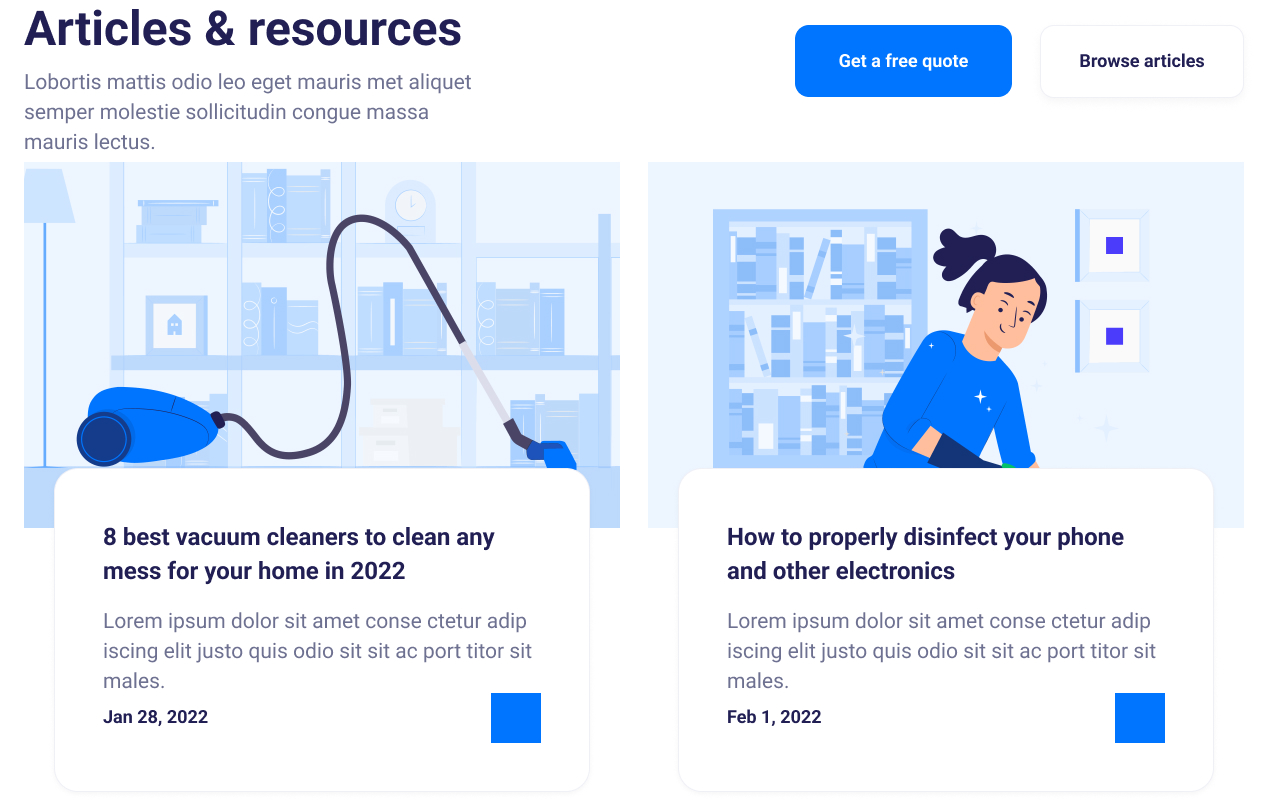 Articles & resources
Lobortis mattis odio leo eget mauris met aliquet
semper molestie sollicitudin congue massa
mauris lectus.
Get a free quote
Browse articles
8 best vacuum cleaners to clean any
mess for your home in 2022
Lorem ipsum dolor sit amet conse ctetur adip
iscing elit justo quis odio sit sit ac port titor sit
males.
Jan 28, 2022
How to properly disinfect your phone
and other electronics
Lorem ipsum dolor sit amet conse ctetur adip
iscing elit justo quis odio sit sit ac port titor sit
males.
Feb 1, 2022